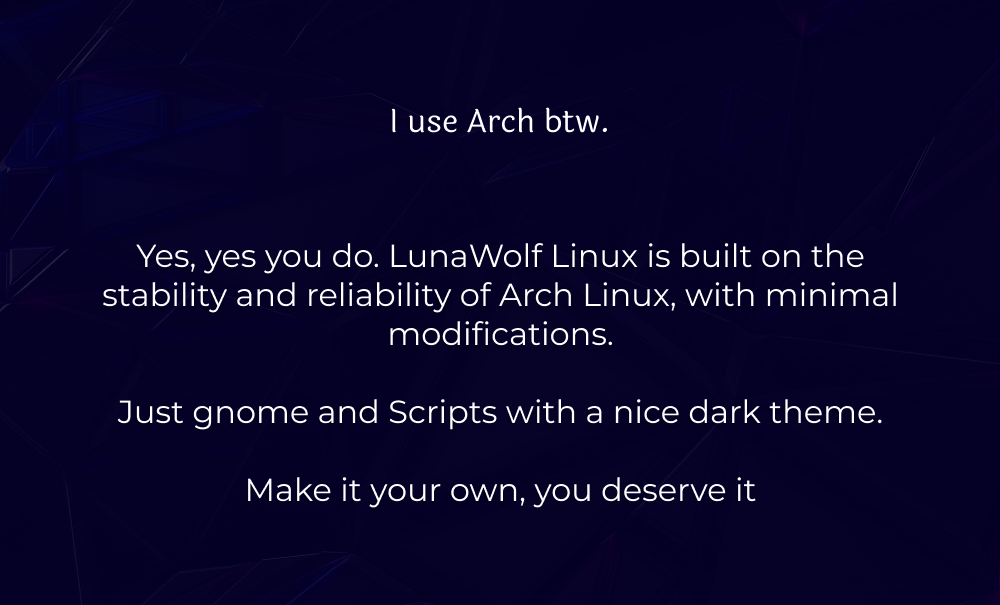 I use Arch btw.
Yes, yes you do. LunaWolf Linux is built on the
stability and reliability of Arch Linux, with minimal
modifications.
Just gnome and Scripts with a nice dark theme.
Make it your own, you deserve it